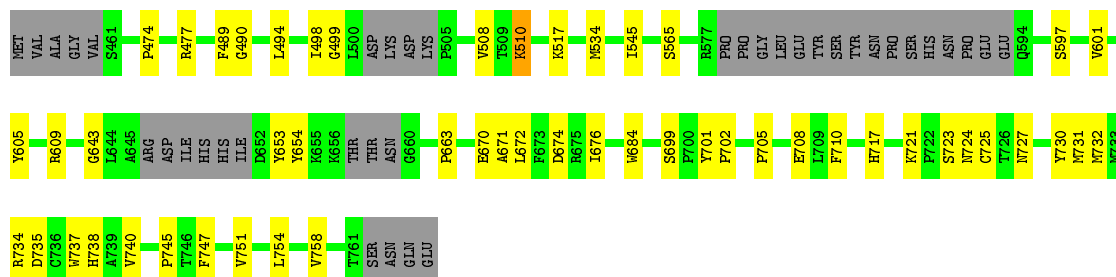 MET VAL ALA GLY VAL S461 P474 R477 F489 G490 L494 I498 G499 L500 ASP LYS ASP LYS P505 V508 T509 K510 K517 M534 I545 S565 R577 PRO PRO GLY LEU GLU TYR SER TYR ASN PRO SER HIS ASN PRO GLU GLU Q594 S597 V601
Y605 R609 G643 L644 A645 ARG ASP ILE HIS HIS ILE D652 Y653 Y654 K655 K656 THR THR ASN G660 P663 E670 A671 L672 F673 D674 R675 I676 W684 S699 P700 Y701 P702 P705 E708 L709 F710 H717 K721 P722 S723 N724 C725 T726 N727 Y730 M731 M732 M733
R734 D735 C736 W737 H738 A739 V740 P745 T746 F747 V751 L754 V758 T761 SER ASN GLN GLU